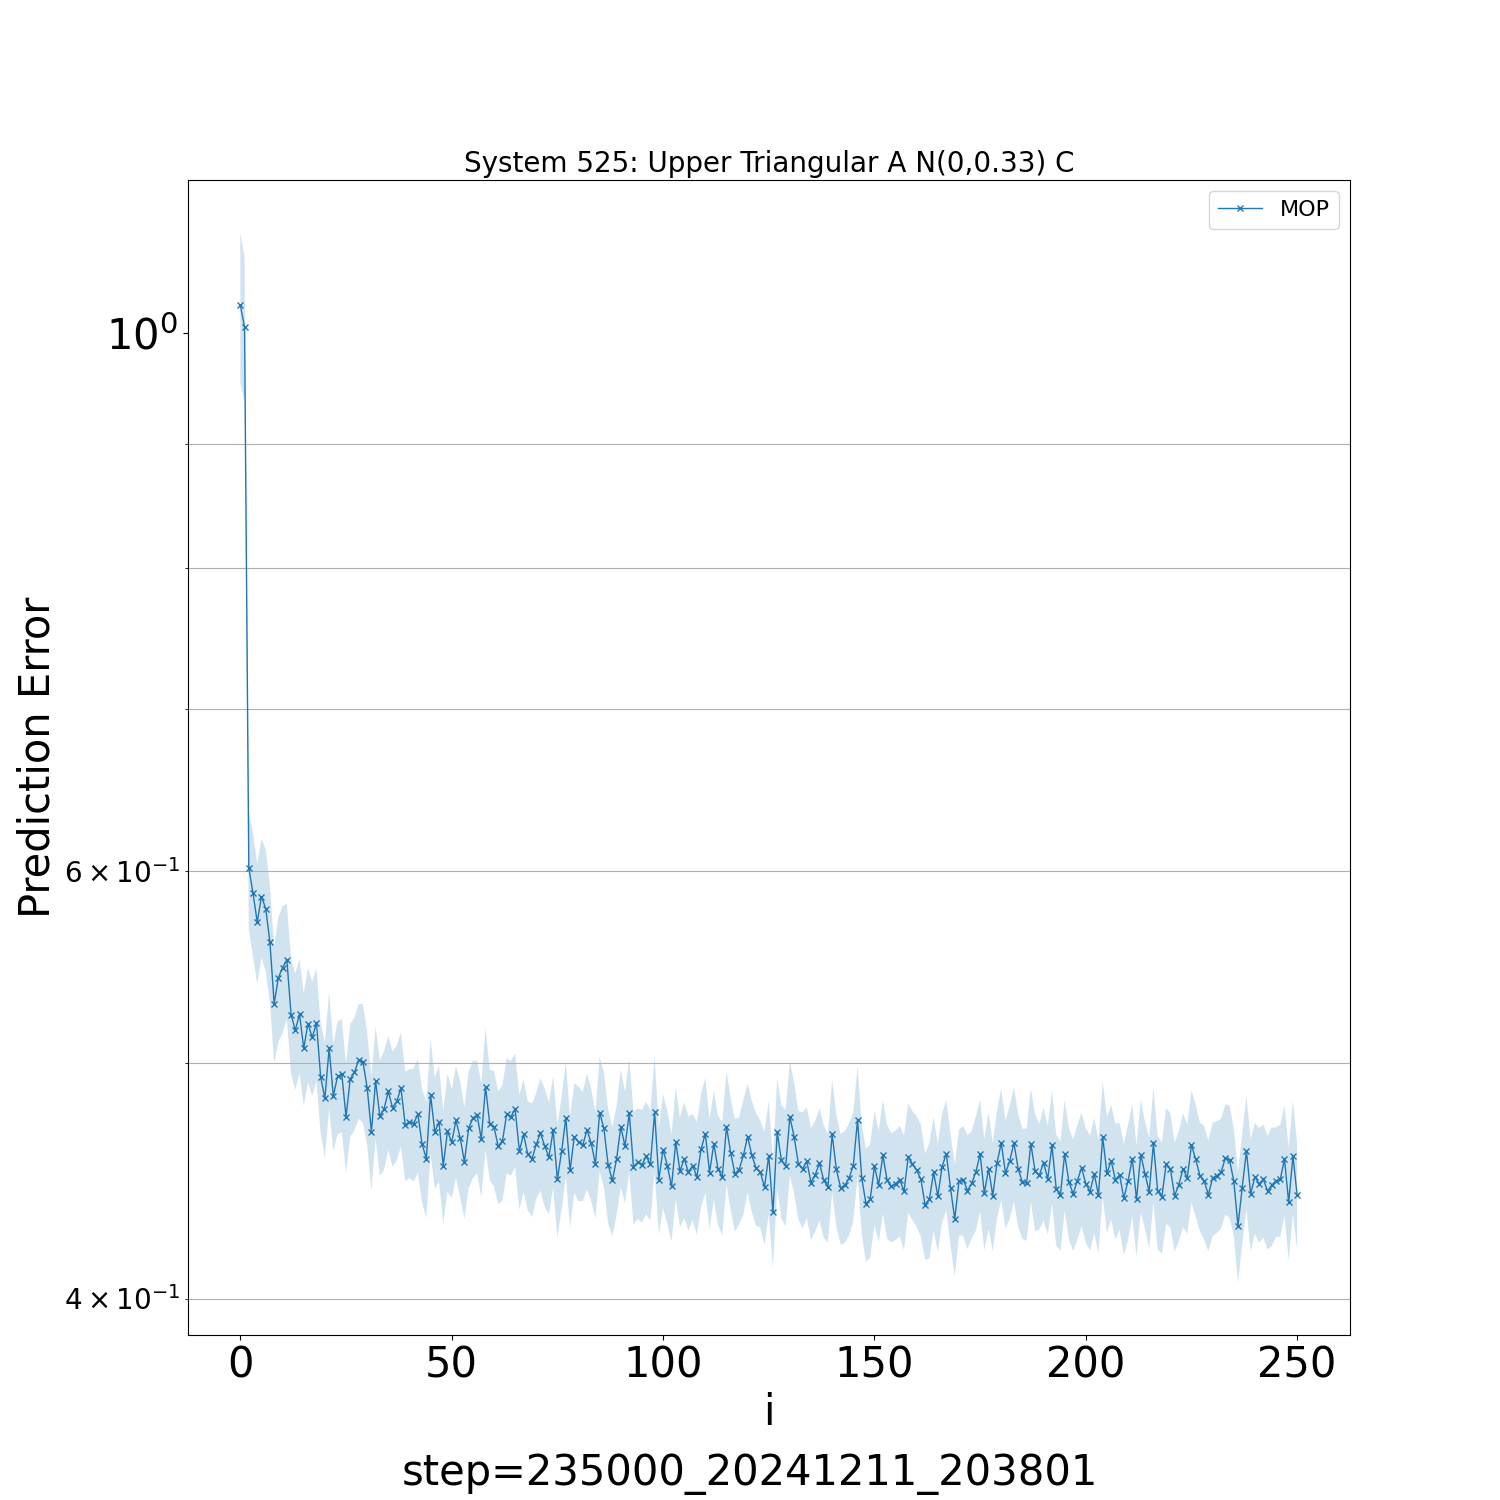 System 525: Upper Triangular A N(0,0.33) C
MOP
10⁰
6 × 10⁻¹
4 × 10⁻¹
Prediction Error
0 50 100 150 200 250
i
step=235000_20241211_203801